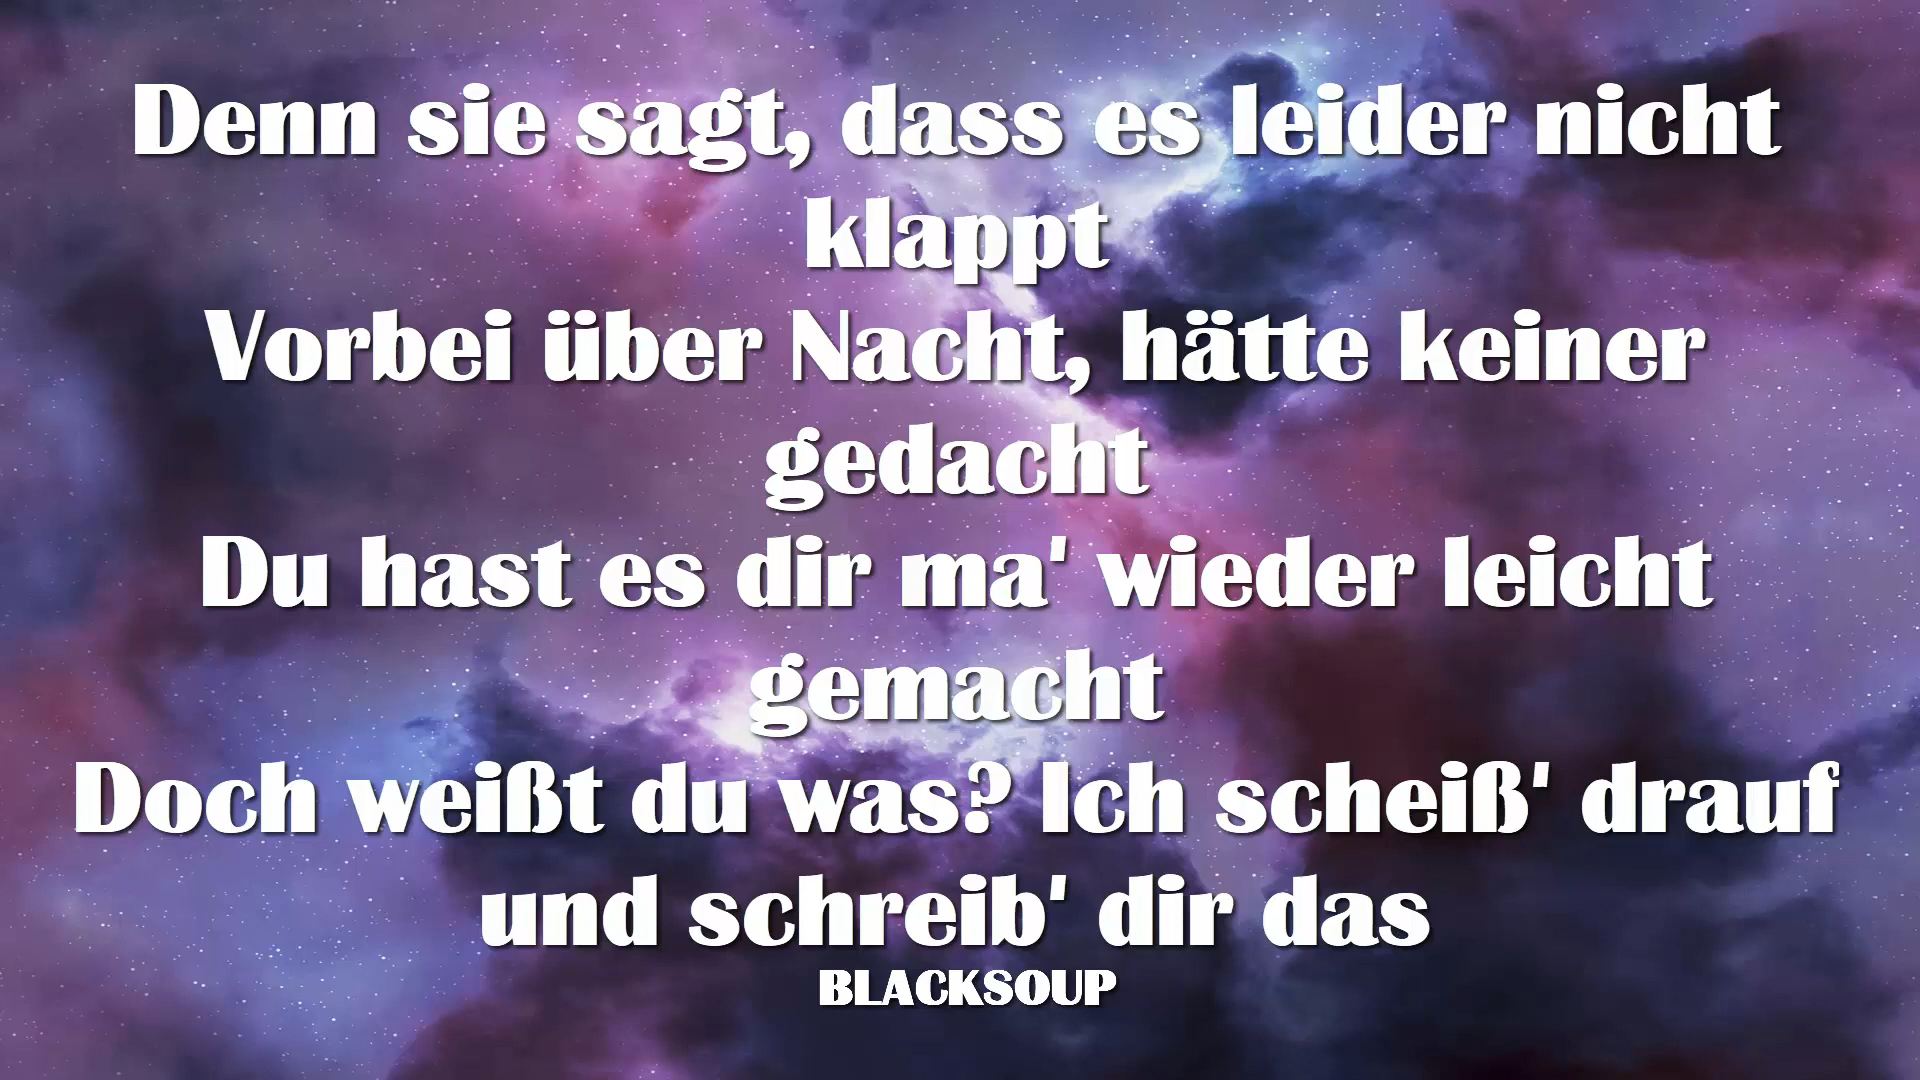 Denn sie sagt, dass es leider nicht
klappt
Vorbei über Nacht, hätte keiner
gedacht
Du hast es dir ma' wieder leicht
gemacht
Doch weißt du was? Ich scheiß' drauf
und schreib' dir das
BLACKSOUP